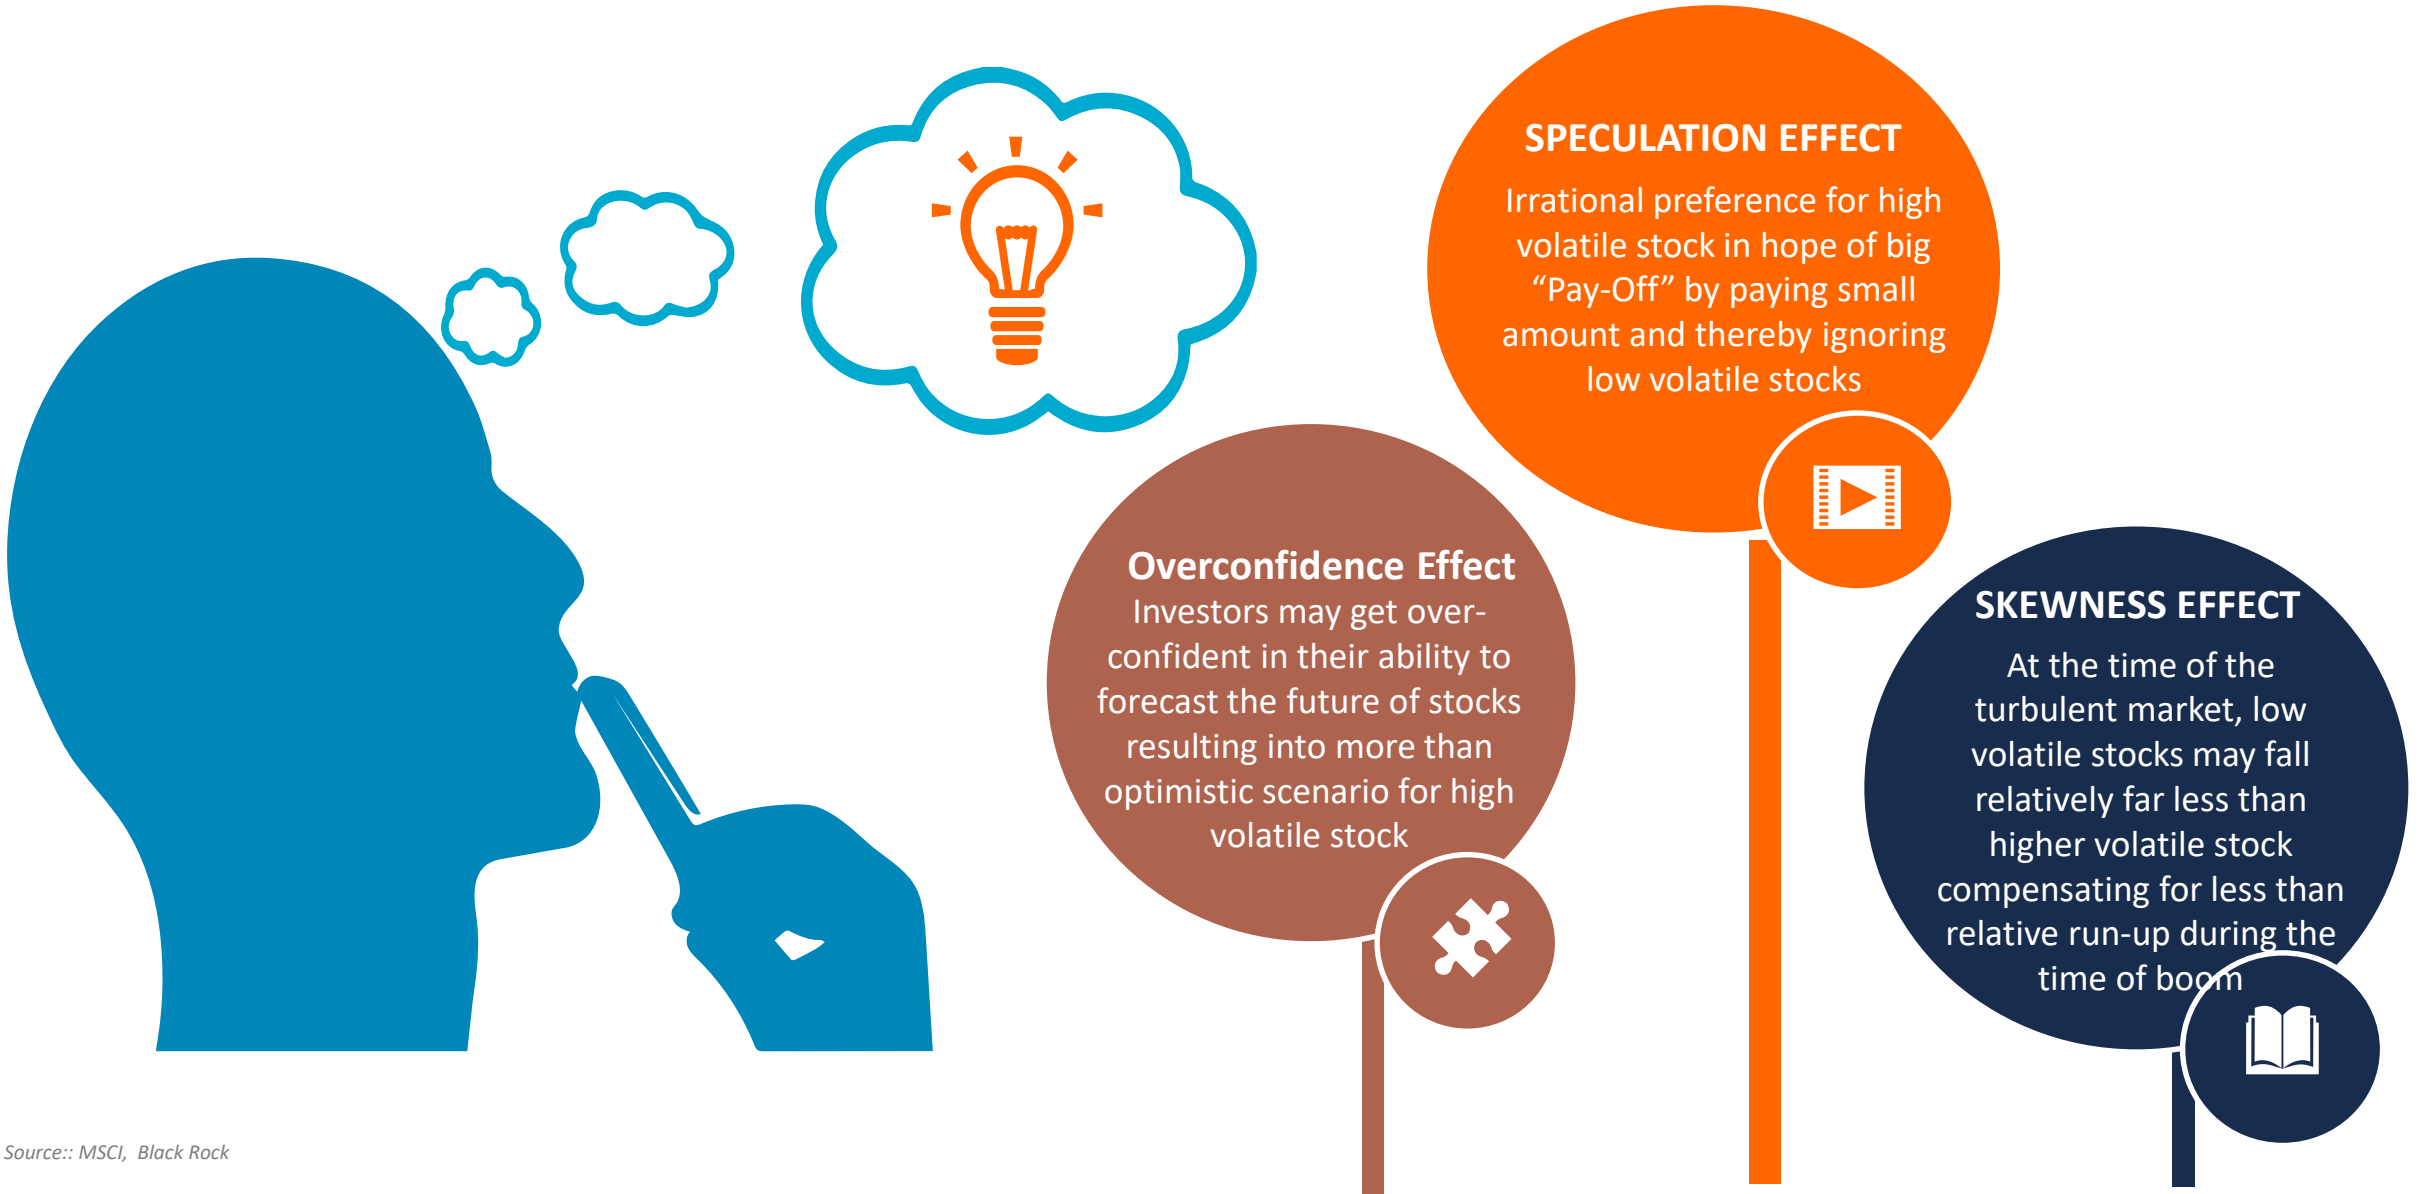 SPECULATION EFFECT
Irrational preference for high
volatile stock in hope of big
“Pay-Off” by paying small
amount and thereby ignoring
low volatile stocks
Overconfidence Effect
Investors may get over-
confident in their ability to
forecast the future of stocks
resulting into more than
optimistic scenario for high
volatile stock
SKEWNESS EFFECT
At the time of the
turbulent market, low
volatile stocks may fall
relatively far less than
higher volatile stock
compensating for less than
relative run-up during the
time of boom
Source:: MSCI, Black Rock